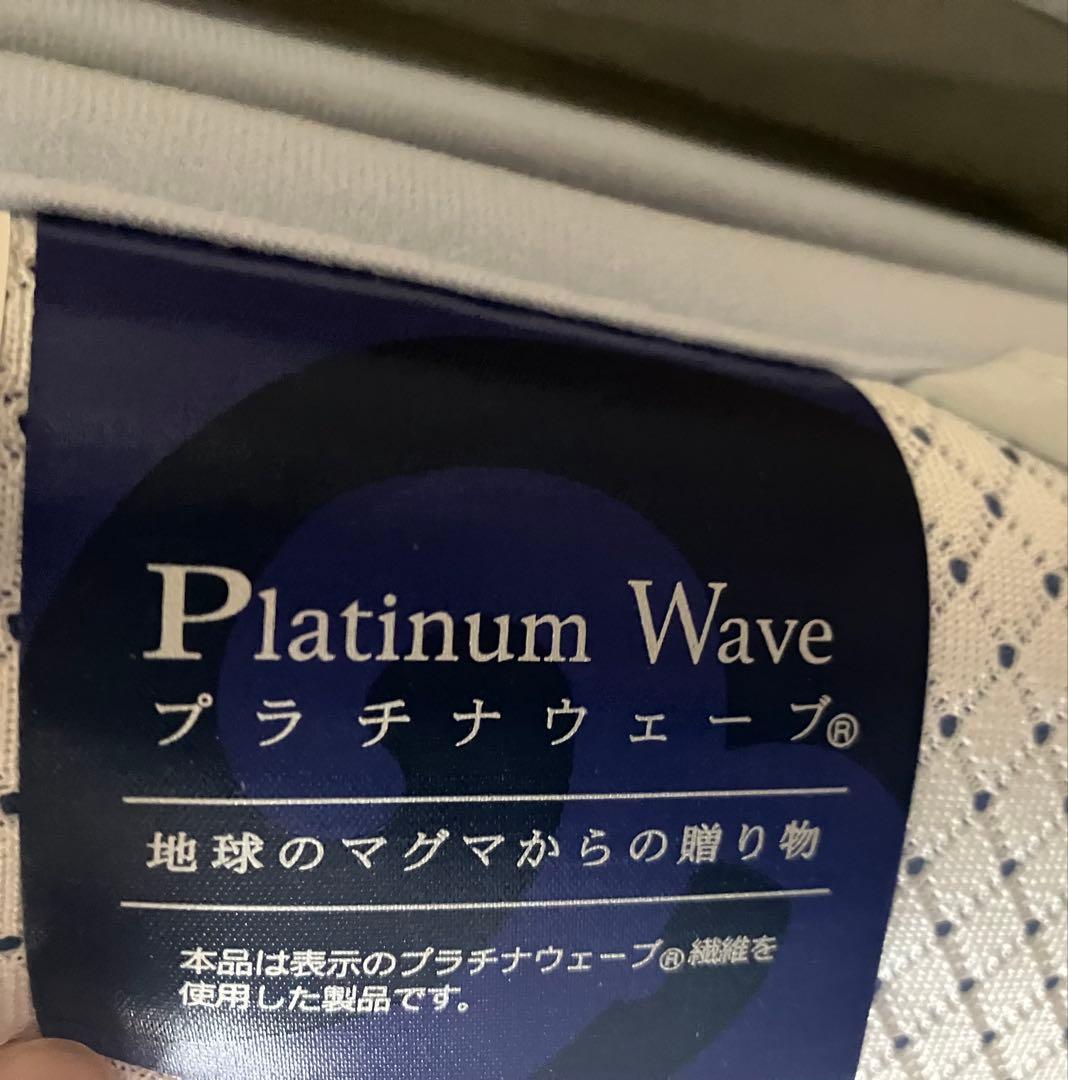 Platinum Wave
プラチナウェーブ®
地球のマグマからの贈り物
本品は表示のプラチナウェーブ®繊維を
使用した製品です。